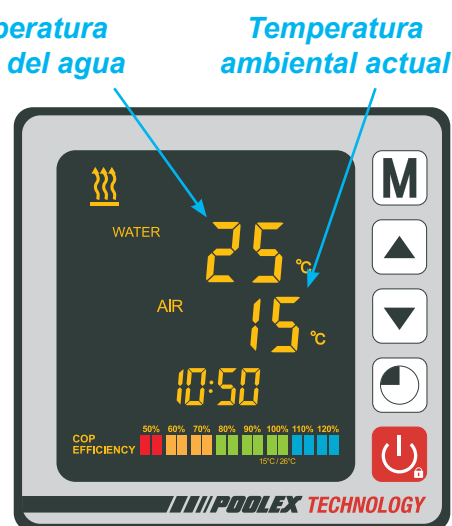 peratura Temperatura
del agua ambiental actual
M
WATER 25 °C
AIR 15 °C
10:50
50% 60% 70% 80% 90% 100% 110% 120%
COP
EFFICIENCY
15°C / 26°C
POOLEX TECHNOLOGY